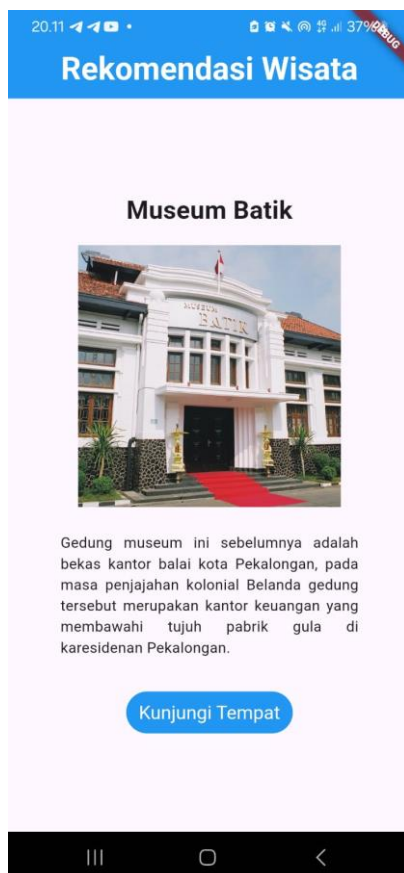 20.11
37%
DEBUG
Rekomendasi Wisata
Museum Batik
MUSEUM
BATIK
Gedung museum ini sebelumnya adalah
bekas kantor balai kota Pekalongan, pada
masa penjajahan kolonial Belanda gedung
tersebut merupakan kantor keuangan yang
membawahi tujuh pabrik gula di
karesidenan Pekalongan.
Kunjungi Tempat